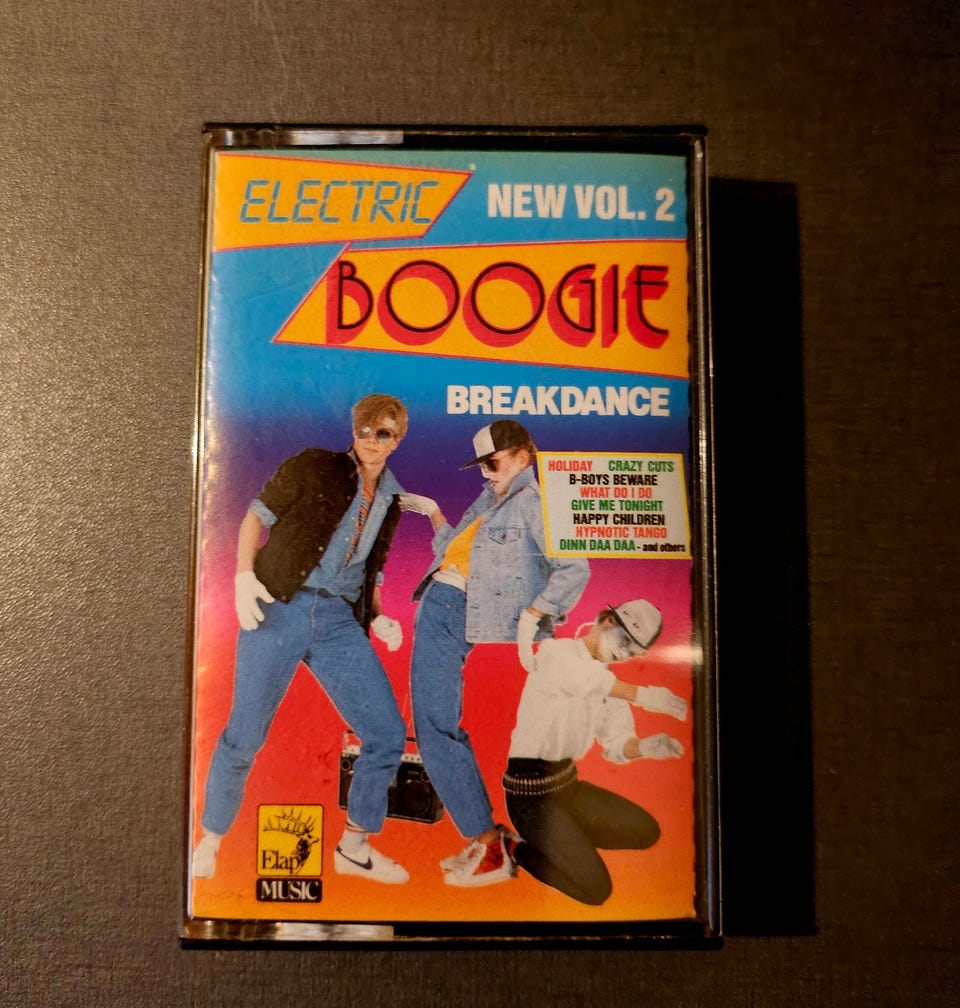 ELECTRIC
NEW VOL. 2
BOOGIE
BREAKDANCE
HOLIDAY CRAZY CUTS
B-BOYS BEWARE
WHAT DO I DO
GIVE ME TONIGHT
HAPPY CHILDREN
HYPNOTIC TANGO
DINN DAA DAA - and others
Elap
MUSIC